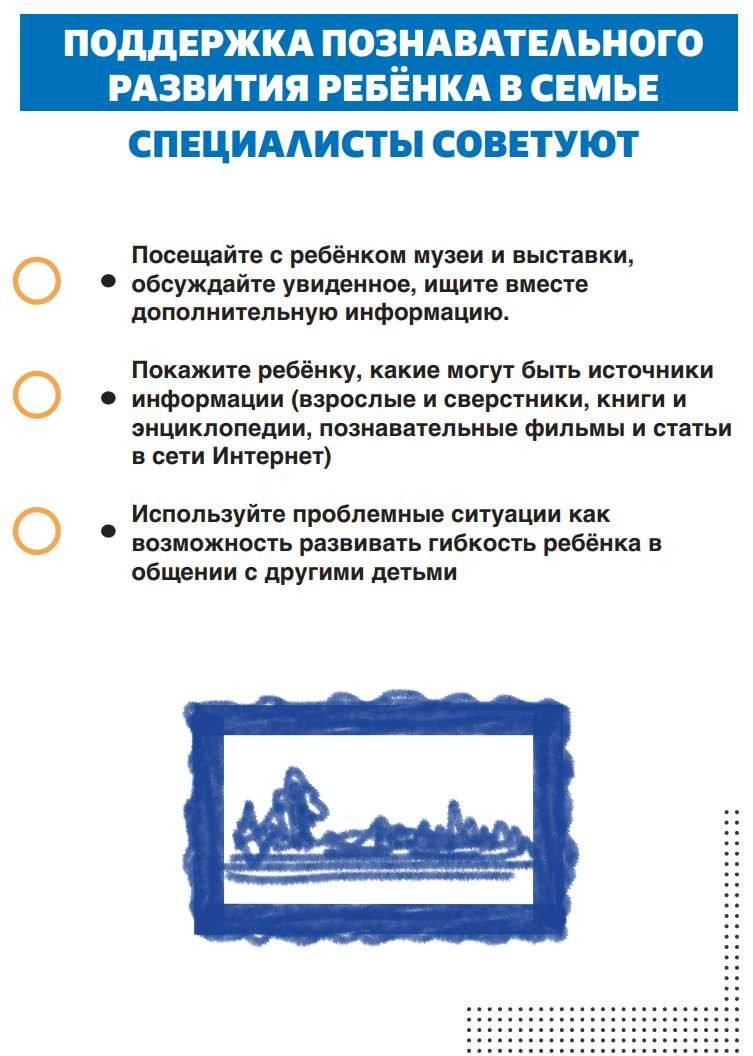 ПОДДЕРЖКА ПОЗНАВАТЕЛЬНОГО
РАЗВИТИЯ РЕБЁНКА В СЕМЬЕ
СПЕЦИАЛИСТЫ СОВЕТУЮТ
Посещайте с ребёнком музеи и выставки,
• обсуждайте увиденное, ищите вместе
дополнительную информацию.
Покажите ребёнку, какие могут быть источники
• информации (взрослые и сверстники, книги и
энциклопедии, познавательные фильмы и статьи
в сети Интернет)
Используйте проблемные ситуации как
• возможность развивать гибкость ребёнка в
общении с другими детьми